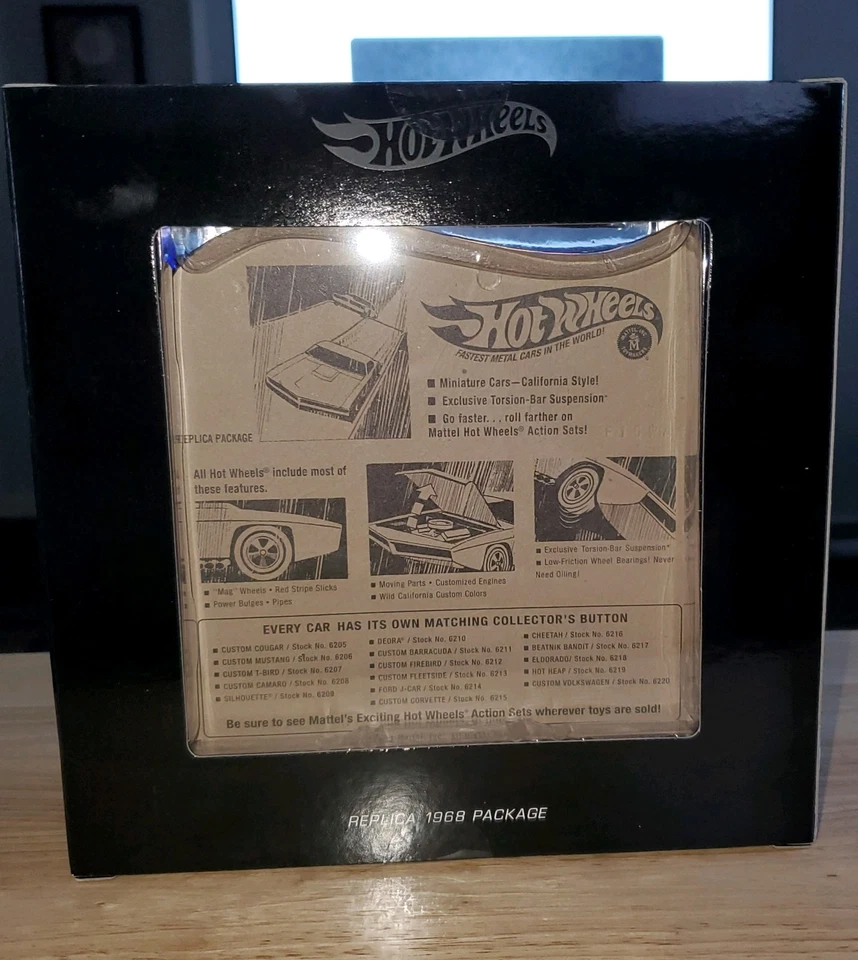 HOT WHEELS
HOT WHEELS
FASTEST METAL CARS IN THE WORLD!
MATTEL, INC.
M
TOYMAKERS
■ Miniature Cars—California Style!
■ Exclusive Torsion-Bar Suspension*
■ Go faster... roll farther on
Mattel Hot Wheels® Action Sets!
REPLICA PACKAGE
All Hot Wheels® include most of
these features.
■ "Mag" Wheels • Red Stripe Slicks
■ Power Bulges • Pipes
■ Moving Parts • Customized Engines
■ Wild California Custom Colors
■ Exclusive Torsion-Bar Suspension*
■ Low-Friction Wheel Bearings! Never
Need Oiling!
EVERY CAR HAS ITS OWN MATCHING COLLECTOR'S BUTTON
■ CUSTOM COUGAR / Stock No. 6205
■ CUSTOM MUSTANG / Stock No. 6206
■ CUSTOM T-BIRD / Stock No. 6207
■ CUSTOM CAMARO / Stock No. 6208
■ SILHOUETTE® / Stock No. 6209
■ DEORA® / Stock No. 6210
■ CUSTOM BARRACUDA / Stock No. 6211
■ CUSTOM FIREBIRD / Stock No. 6212
■ CUSTOM FLEETSIDE / Stock No. 6213
■ FORD J-CAR / Stock No. 6214
■ CUSTOM CORVETTE / Stock No. 6215
■ CHEETAH / Stock No. 6216
■ BEATNIK BANDIT / Stock No. 6217
■ ELDORADO / Stock No. 6218
■ HOT HEAP / Stock No. 6219
■ CUSTOM VOLKSWAGEN / Stock No. 6220
Be sure to see Mattel's Exciting Hot Wheels® Action Sets wherever toys are sold!
REPLICA 1968 PACKAGE